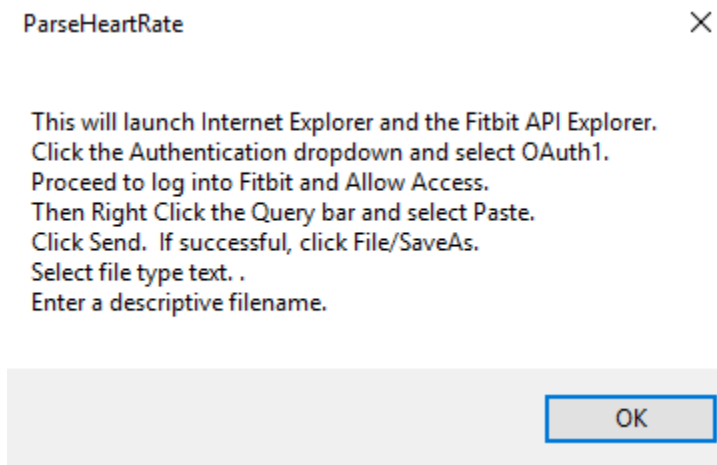 ParseHeartRate
This will launch Internet Explorer and the Fitbit API Explorer.
Click the Authentication dropdown and select OAuth1.
Proceed to log into Fitbit and Allow Access.
Then Right Click the Query bar and select Paste.
Click Send.  If successful, click File/SaveAs.
Select file type text. .
Enter a descriptive filename.
OK